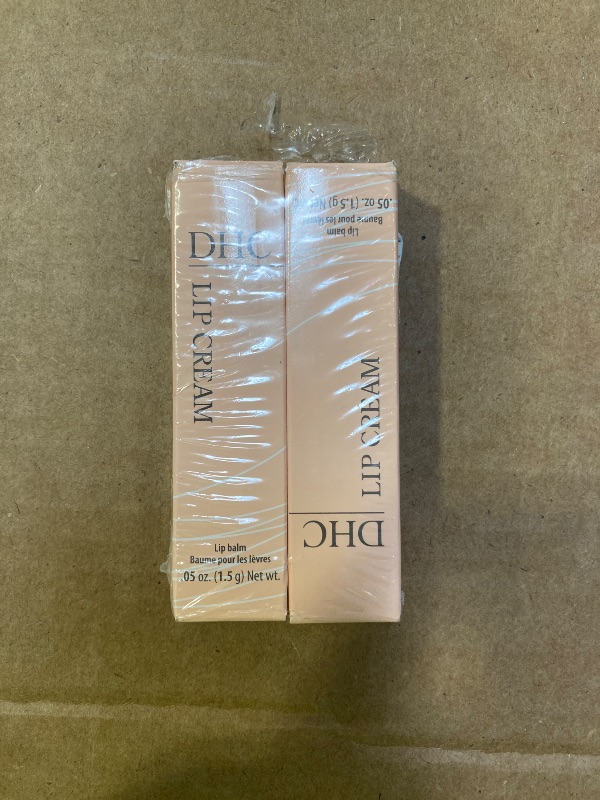 DHC
LIP CREAM
Lip balm
Baume pour les lèvres
.05 oz. (1.5 g) Net wt.
DHC
LIP CREAM
Lip balm
Baume pour les
.05 oz. (1.5 g)